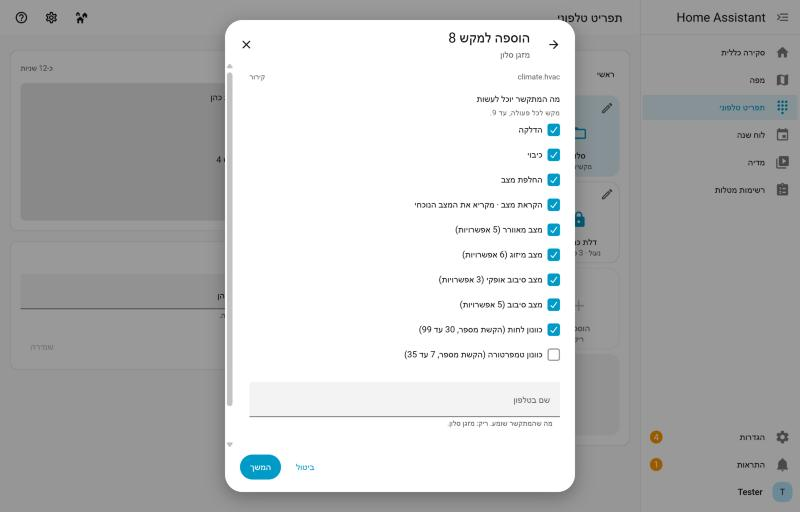 Home Assistant
סקירה כללית
מפה
תפריט טלפוני
לוח שנה
מדיה
רשימות מטלות
הגדרות
4
התראות
1
Tester
T
תפריט טלפוני
ראשי
כ-12 שניות
הוספה למקש 8
מזגן סלון
climate.hvac
קירור
מה המתקשר יוכל לעשות
מקש לכל פעולה, עד 9.
הדלקה
כיבוי
החלפת מצב
הקראת מצב · מקריא את המצב הנוכחי
מצב מאוורר (5 אפשרויות)
מצב מיזוג (6 אפשרויות)
מצב סיבוב אופקי (3 אפשרויות)
מצב סיבוב (5 אפשרויות)
כוונון לחות (הקשת מספר, 30 עד 99)
כוונון טמפרטורה (הקשת מספר, 7 עד 35)
שם בטלפון
מה שהמתקשר שומע. ריק: מזגן סלון.
ביטול
המשך
שמירה